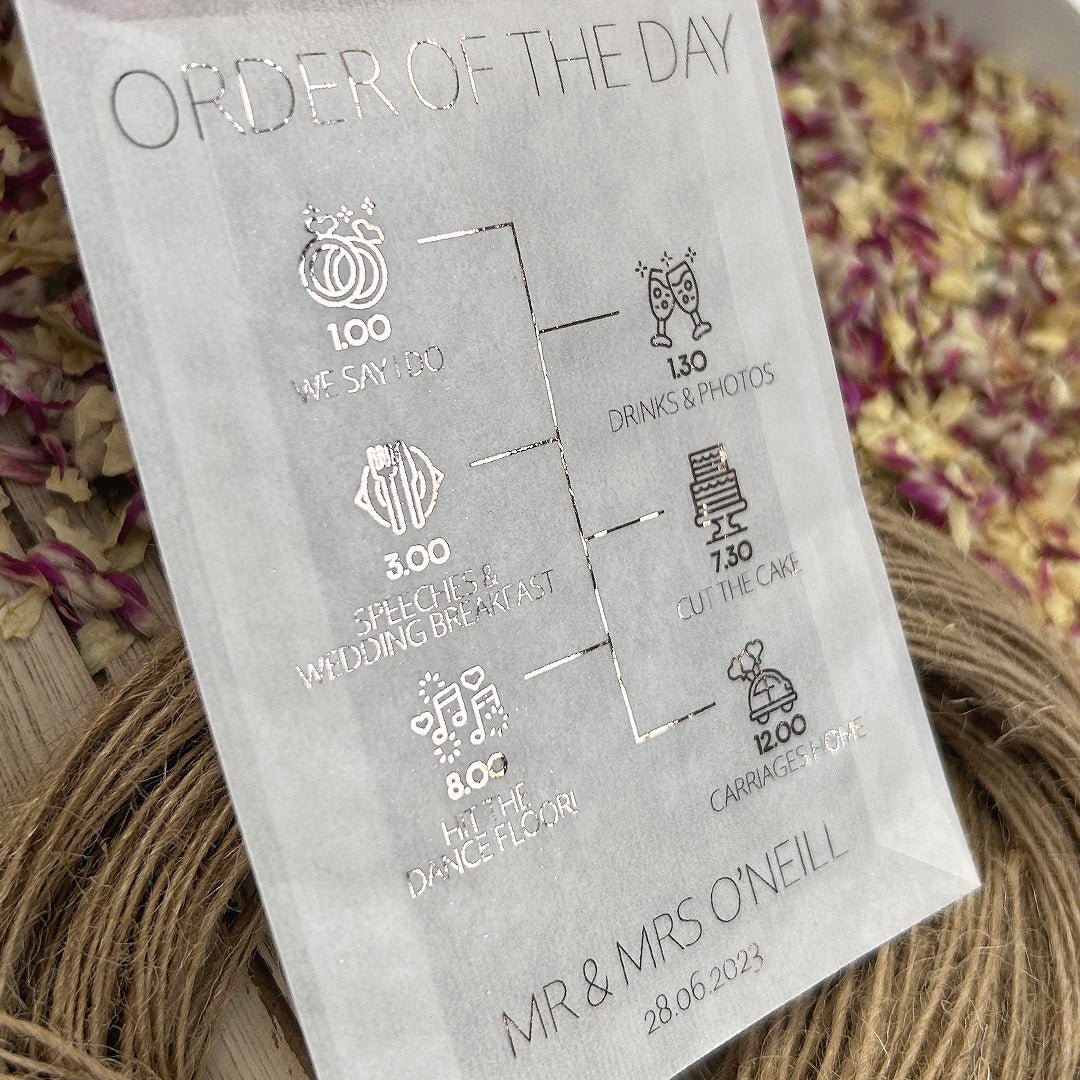 ORDER OF THE DAY
1.00
WE SAY I DO
1.30
DRINKS & PHOTOS
3.00
SPEECHES &
WEDDING BREAKFAST
7.30
CUT THE CAKE
8.00
HIT THE
DANCE FLOOR!
12.00
CARRIAGES HOME
MR & MRS O'NEILL
28.06.2023